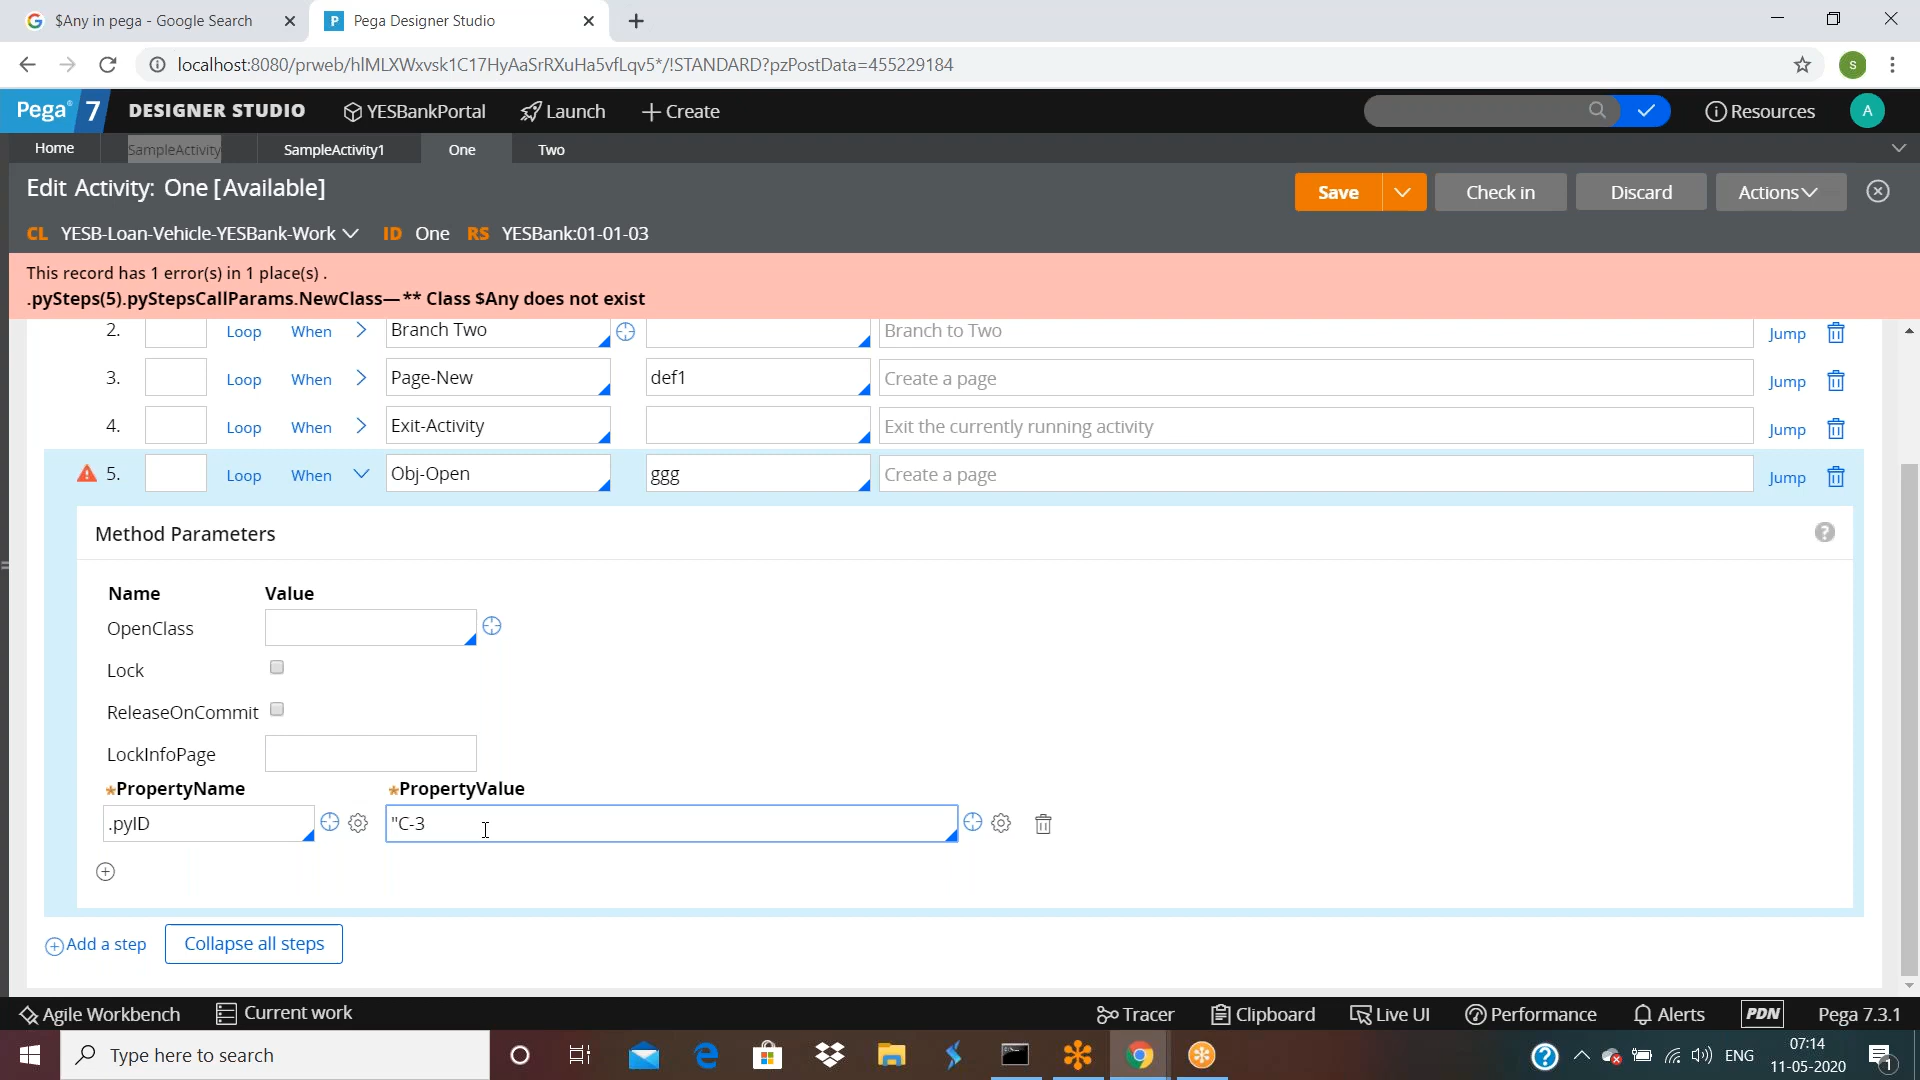 $Any in pega - Google Search
Pega Designer Studio
localhost:8080/prweb/hIMLXWxvsk1C17HyAaSrRXuHa5vfLqv5*/!STANDARD?pzPostData=455229184
S
Pega 7 DESIGNER STUDIO YESBankPortal Launch Create Resources A
Home SampleActivity SampleActivity1 One Two
Edit Activity: One [Available]
Save Check in Discard Actions
CL YESB-Loan-Vehicle-YESBank-Work ID One RS YESBank:01-01-03
This record has 1 error(s) in 1 place(s) .
.pySteps(5).pyStepsCallParams.NewClass—** Class $Any does not exist
2. Loop When Branch Two Branch to Two Jump
3. Loop When Page-New def1 Create a page Jump
4. Loop When Exit-Activity Exit the currently running activity Jump
5. Loop When Obj-Open ggg Create a page Jump
Method Parameters
Name Value
OpenClass
Lock
ReleaseOnCommit
LockInfoPage
*PropertyName *PropertyValue
.pyID "C-3
Add a step Collapse all steps
Agile Workbench Current work Tracer Clipboard Live UI Performance Alerts PDN Pega 7.3.1
Type here to search
ENG
07:14
11-05-2020
1